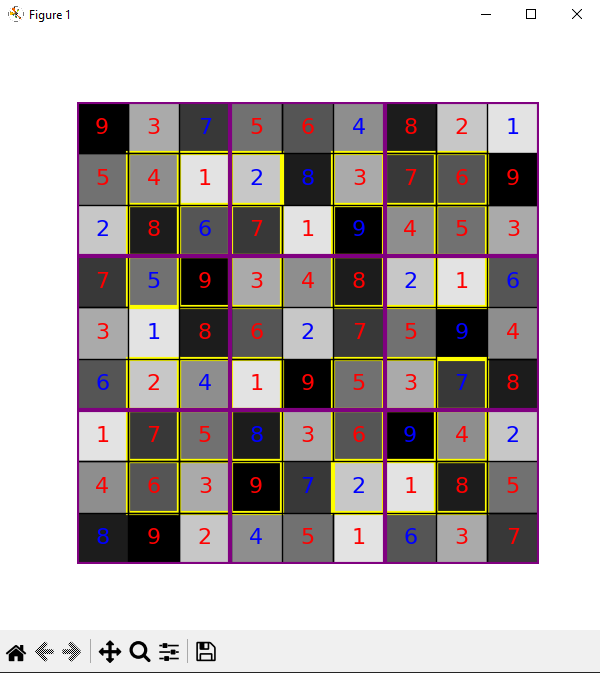 Figure 1
9 3 7 5 6 4 8 2 1
5 4 1 2 8 3 7 6 9
2 8 6 7 1 9 4 5 3
7 5 9 3 4 8 2 1 6
3 1 8 6 2 7 5 9 4
6 2 4 1 9 5 3 7 8
1 7 5 8 3 6 9 4 2
4 6 3 9 7 2 1 8 5
8 9 2 4 5 1 6 3 7